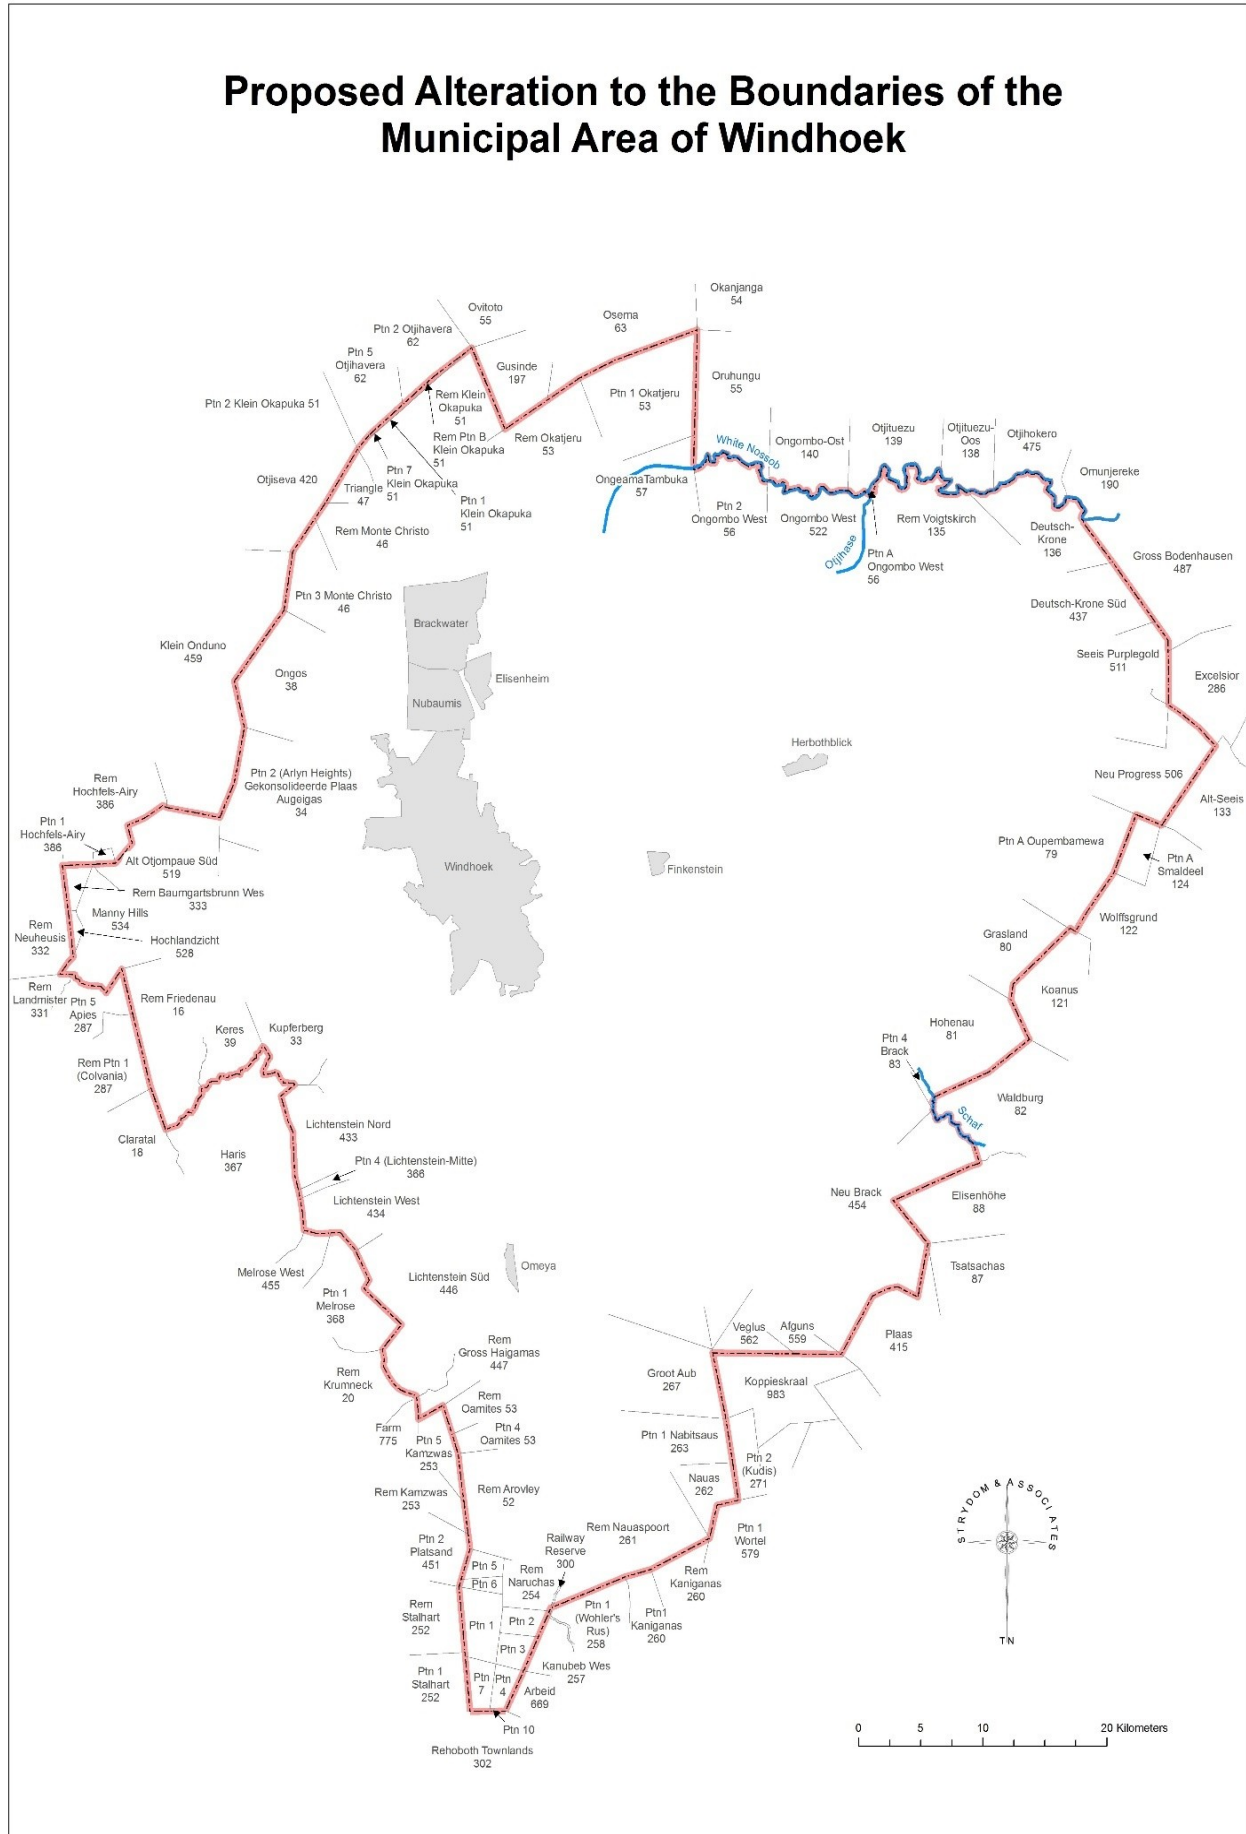 Proposed Alteration to the Boundaries of the
Municipal Area of Windhoek
Okanjanga
54
Ovitoto
55
Osema
63
Ptn 2 Otjihavera
62
Ptn 5
Otjihavera
62
Gusinde
197
Oruhungu
55
Ptn 1 Okatjeru
53
Rem Klein
Okapuka
51
Ptn 2 Klein Okapuka 51
Rem Ptn B
Klein Okapuka
51
Rem Okatjeru
53
White Nossob
Ongombo-Ost
140
Otjituezu
139
Otjituezu-
Oos
138
Otjihokero
475
Omunjereke
190
Otjiseva 420
Triangle
47
Ptn 7
Klein Okapuka
51
Ptn 1
Klein Okapuka
51
OngeamaTambuka
57
Ptn 2
Ongombo West
56
Ongombo West
522
Rem Voigtskirch
135
Deutsch-
Krone
136
Otjihase
Ptn A
Ongombo West
56
Gross Bodenhausen
487
Rem Monte Christo
46
Ptn 3 Monte Christo
46
Deutsch-Krone Süd
437
Brackwater
Klein Onduno
459
Ongos
38
Elisenheim
Nubaumis
Seeis Purplegold
511
Excelsior
286
Herbothblick
Rem
Hochfels-Airy
386
Ptn 2 (Arlyn Heights)
Gekonsolideerde Plaas
Augeigas
34
Neu Progress 506
Alt-Seeis
133
Ptn 1
Hochfels-Airy
386
Ptn A Oupembamewa
79
Ptn A
Smaldeel
124
Alt Otjompaue Süd
519
Windhoek
Finkenstein
Rem Baumgartsbrunn Wes
333
Manny Hills
534
Wolffsgrund
122
Rem
Neuheusis
332
Hochlandzicht
528
Grasland
80
Rem
Landmister
331
Ptn 5
Apies
287
Rem Friedenau
16
Koanus
121
Keres
39
Kupferberg
33
Hohenau
81
Ptn 4
Brack
83
Rem Ptn 1
(Colvania)
287
Waldburg
82
Schaf
Claratal
18
Haris
367
Lichtenstein Nord
433
Ptn 4 (Lichtenstein-Mitte)
366
Lichtenstein West
434
Neu Brack
454
Elisenhöhe
88
Melrose West
455
Lichtenstein Süd
446
Omeya
Tsatsachas
87
Ptn 1
Melrose
368
Veglus
562
Afguns
559
Plaas
415
Rem
Gross Haigamas
447
Rem
Krumneck
20
Groot Aub
267
Koppieskraal
983
Rem
Oamites 53
Farm
775
Ptn 5
Kamzwas
253
Ptn 4
Oamites 53
Ptn 1 Nabitsaus
263
Ptn 2
(Kudis)
271
Rem Kamzwas
253
Rem Arovley
52
Nauas
262
Ptn 2
Platsand
451
Railway
Reserve
300
Rem Nauaspoort
261
Ptn 1
Wortel
579
Ptn 5
Ptn 6
Rem
Naruchas
254
Rem
Kaniganas
260
Rem
Stalhart
252
Ptn 1
Ptn 2
Ptn 3
Ptn 1
(Wohler's
Rus)
258
Ptn1
Kaniganas
260
Kanubeb Wes
257
Ptn 1
Stalhart
252
Ptn
7
Ptn
4
Arbeid
669
Ptn 10
Rehoboth Townlands
302
STRYDOM & ASSOCIATES
TN
0 5 10 20 Kilometers